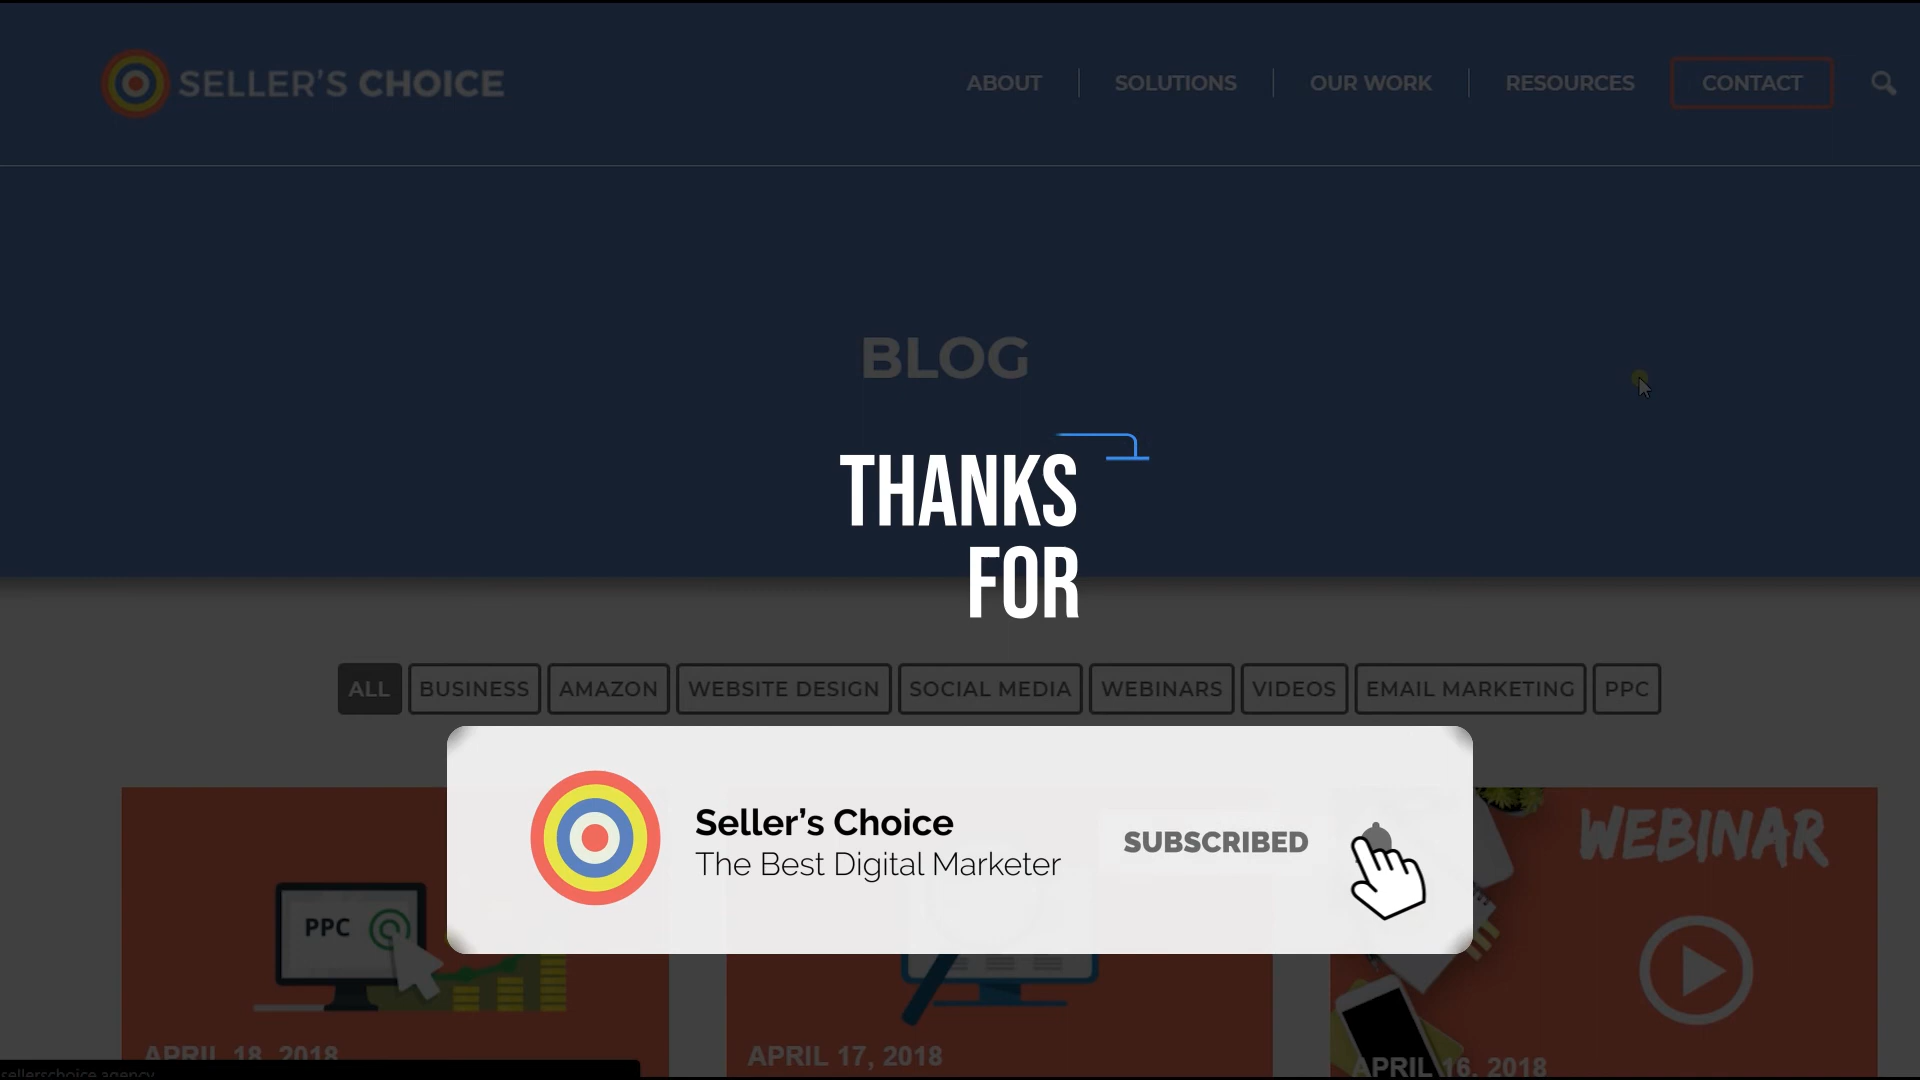 SELLER'S CHOICE
ABOUT
SOLUTIONS
OUR WORK
RESOURCES
CONTACT
BLOG
THANKS
FOR
ALL
BUSINESS
AMAZON
WEBSITE DESIGN
SOCIAL MEDIA
WEBINARS
VIDEOS
EMAIL MARKETING
PPC
Seller's Choice
The Best Digital Marketer
SUBSCRIBED
PPC
WEBINAR
APRIL 18, 2018
APRIL 17, 2018
APRIL 16, 2018
sellerschoice.agency